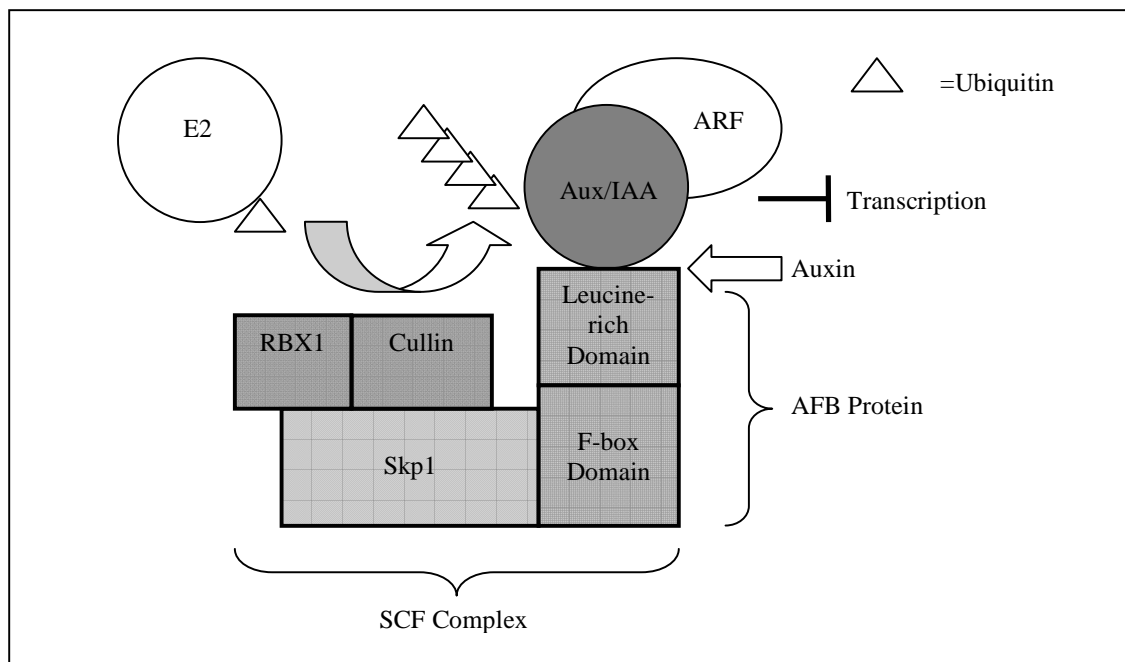 E2
ARF
=Ubiquitin
Aux/IAA
Transcription
Auxin
Leucine-
rich
Domain
RBX1
Cullin
AFB Protein
Skp1
F-box
Domain
SCF Complex